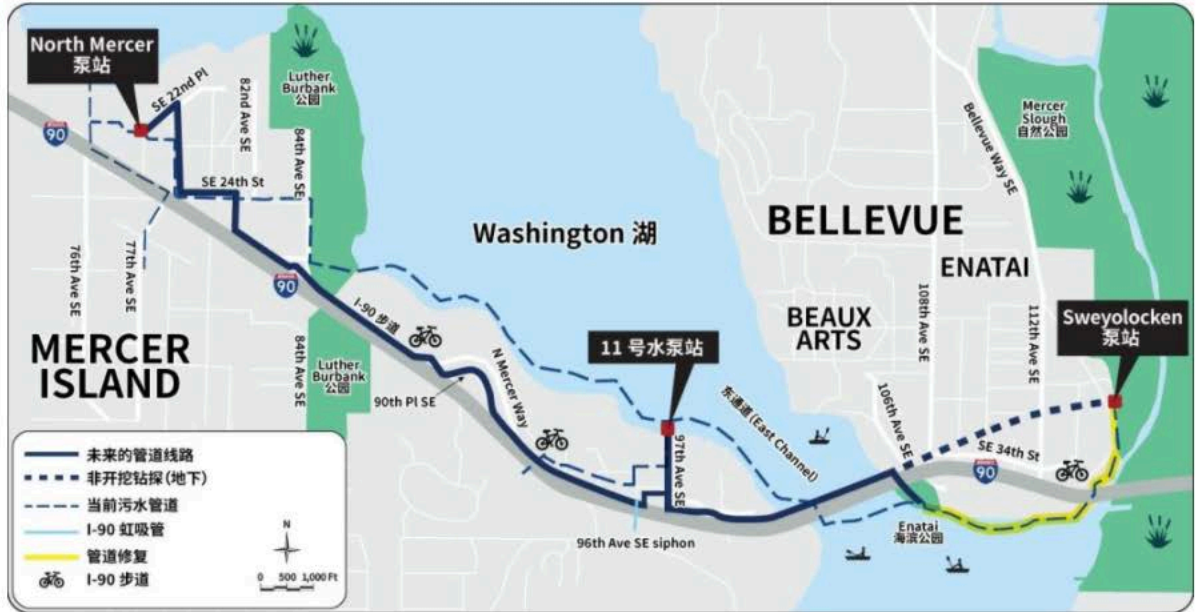 North Mercer
泵站
SE 22nd Pl
82nd Ave SE
Luther
Burbank
公园
84th Ave SE
90
SE 24th St
76th Ave SE
77th Ave SE
MERCER
ISLAND
90
I-90 步道
84th Ave SE
Luther
Burbank
公园
90th Pl SE
N Mercer Way
Washington 湖
11 号水泵站
97th Ave SE
96th Ave SE siphon
东通道 (East Channel)
BELLEVUE
ENATAI
BEAUX
ARTS
Bellevue Way SE
Mercer
Slough
自然公园
108th Ave SE
112th Ave SE
106th Ave SE
Sweyolocken
泵站
SE 34th St
90
Enatai
海滨公园
未来的管道线路
非开挖钻探(地下)
当前污水管道
I-90 虹吸管
管道修复
I-90 步道
N
0 500 1,000 Ft